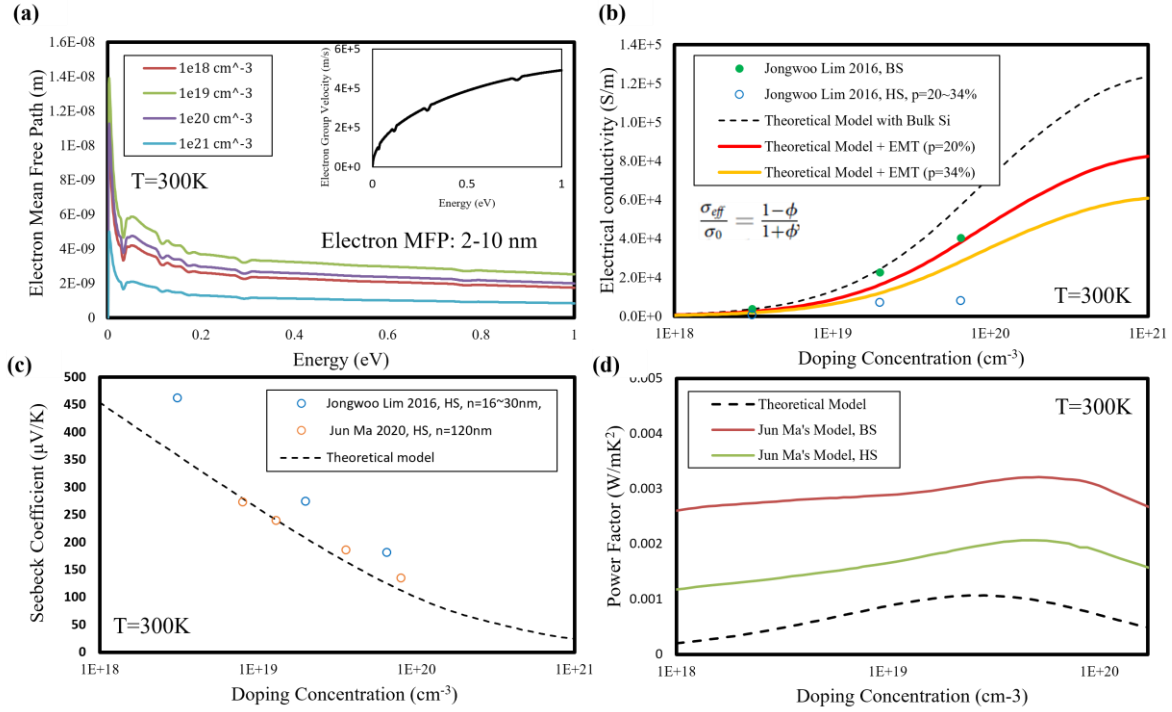 (a)
Electron Mean Free Path (m)
1.6E-08
1.4E-08
1.2E-08
1E-08
8E-09
6E-09
4E-09
2E-09
0
1e18 cm^-3
1e19 cm^-3
1e20 cm^-3
1e21 cm^-3
T=300K
Electron Group Velocity (m/s)
6E+5
4E+5
2E+5
0E+0
0
0.5
1
Energy (eV)
Electron MFP: 2-10 nm
0
0.2
0.4
0.6
0.8
1
Energy (eV)
(b)
Electrical conductivity (S/m)
1.4E+5
1.2E+5
1.0E+5
8.0E+4
6.0E+4
4.0E+4
2.0E+4
0.0E+0
Jongwoo Lim 2016, BS
Jongwoo Lim 2016, HS, p=20~34%
Theoretical Model with Bulk Si
Theoretical Model + EMT (p=20%)
Theoretical Model + EMT (p=34%)
σeff/σ0 = 1-ϕ/1+ϕ,
T=300K
1E+18
1E+19
1E+20
1E+21
Doping Concentration (cm-3)
(c)
Seebeck Coefficient (μV/K)
500
450
400
350
300
250
200
150
100
50
0
Jongwoo Lim 2016, HS, n=16~30nm,
Jun Ma 2020, HS, n=120nm
Theoretical model
T=300K
1E+18
1E+19
1E+20
1E+21
Doping Concentration (cm-3)
(d)
Power Factor (W/mK2)
0.005
0.004
0.003
0.002
0.001
0
Theoretical Model
Jun Ma's Model, BS
Jun Ma's Model, HS
T=300K
1E+18
1E+19
1E+20
Doping Concentration (cm-3)